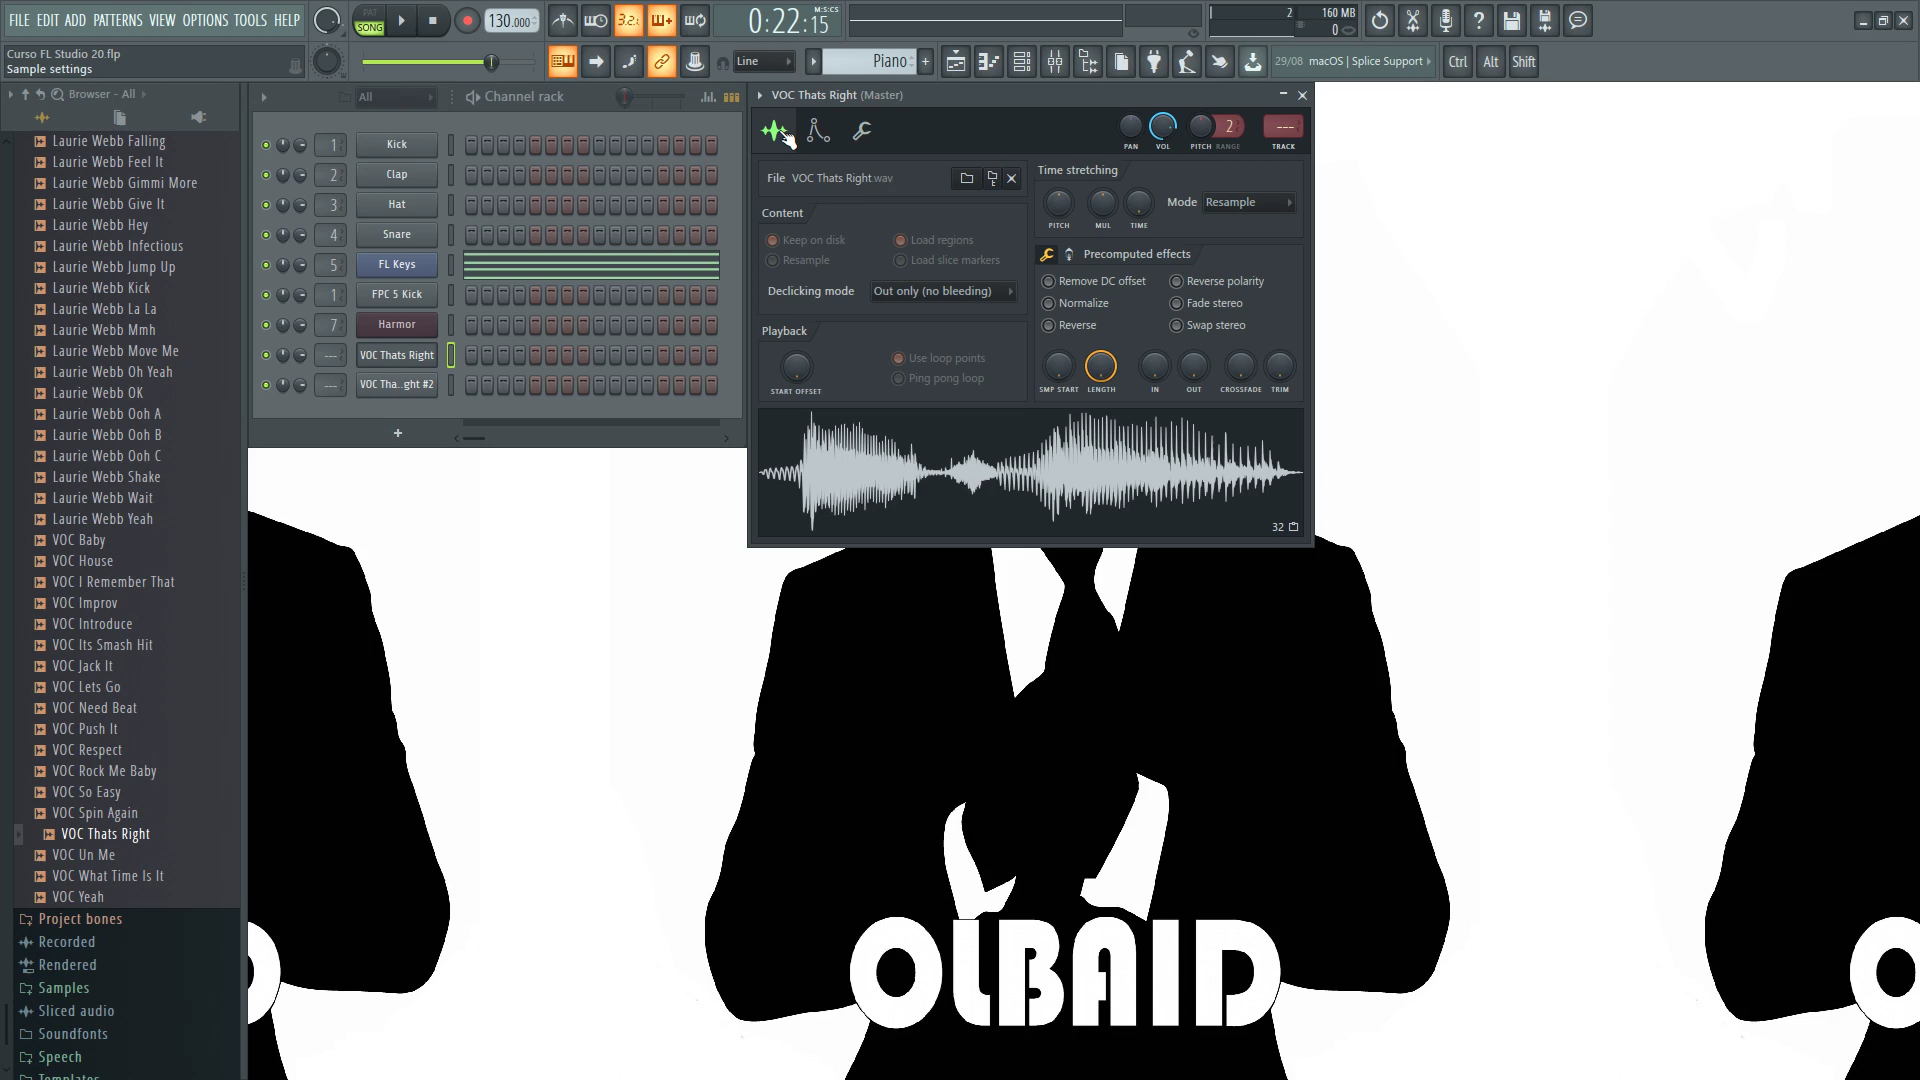 FILE EDIT ADD PATTERNS VIEW OPTIONS TOOLS HELP
PAT
SONG
130.000
3.2.
0:22:15
M:S:CS
2
160 MB
0
Curso FL Studio 20.flp
Sample settings
Line
Piano
29/08 macOS | Splice Support
Ctrl
Alt
Shift
Browser - All
Laurie Webb Falling
Laurie Webb Feel It
Laurie Webb Gimmi More
Laurie Webb Give It
Laurie Webb Hey
Laurie Webb Infectious
Laurie Webb Jump Up
Laurie Webb Kick
Laurie Webb La La
Laurie Webb Mmh
Laurie Webb Move Me
Laurie Webb Oh Yeah
Laurie Webb OK
Laurie Webb Ooh A
Laurie Webb Ooh B
Laurie Webb Ooh C
Laurie Webb Shake
Laurie Webb Wait
Laurie Webb Yeah
VOC Baby
VOC House
VOC I Remember That
VOC Improv
VOC Introduce
VOC Its Smash Hit
VOC Jack It
VOC Lets Go
VOC Need Beat
VOC Push It
VOC Respect
VOC Rock Me Baby
VOC So Easy
VOC Spin Again
VOC Thats Right
VOC Un Me
VOC What Time Is It
VOC Yeah
Project bones
Recorded
Rendered
Samples
Sliced audio
Soundfonts
Speech
Templates
All
Channel rack
1 Kick
2 Clap
3 Hat
4 Snare
5 FL Keys
1 FPC 5 Kick
7 Harmor
--- VOC Thats Right
--- VOC Tha..ght #2
+
VOC Thats Right (Master)
PAN
VOL
PITCH
RANGE
2
---
TRACK
File VOC Thats Right.wav
Content
Keep on disk
Load regions
Resample
Load slice markers
Declicking mode
Out only (no bleeding)
Playback
START OFFSET
Use loop points
Ping pong loop
Time stretching
PITCH
MUL
TIME
Mode
Resample
Precomputed effects
Remove DC offset
Reverse polarity
Normalize
Fade stereo
Reverse
Swap stereo
SMP START
LENGTH
IN
OUT
CROSSFADE
TRIM
32
OLBAID